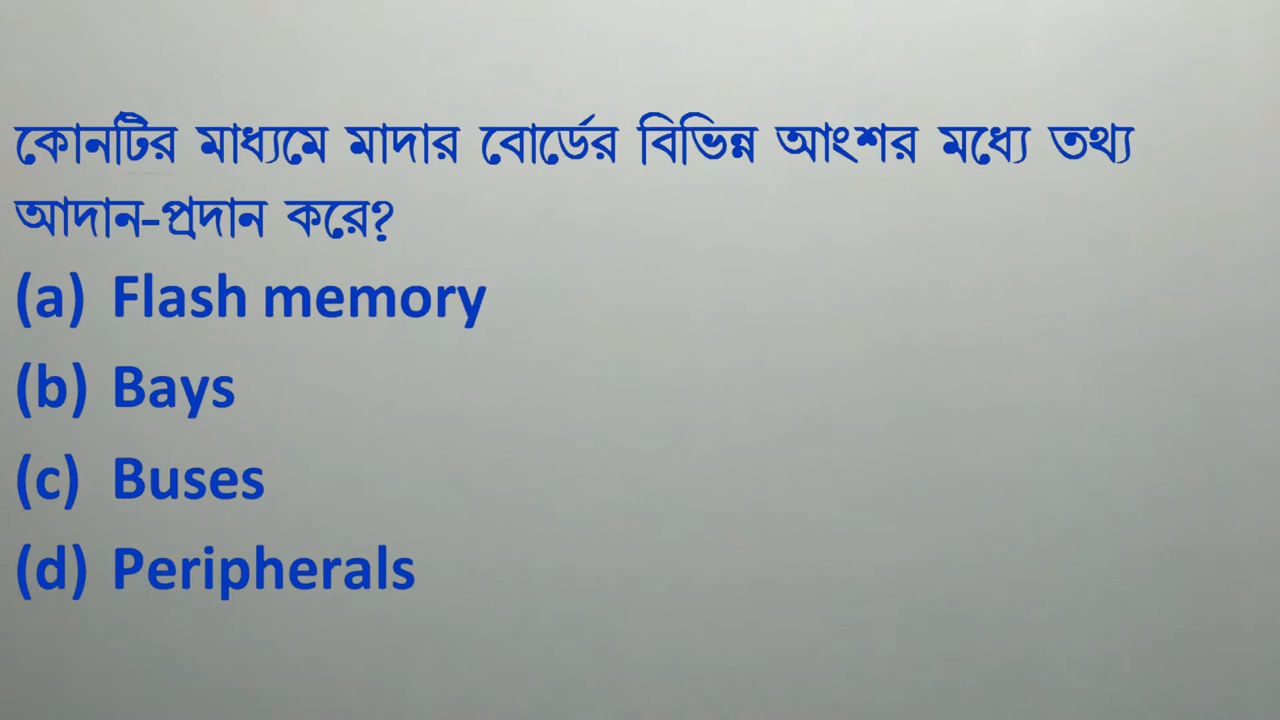 কোনটির মাধ্যমে মাদার বোর্ডের বিভিন্ন আংশর মধ্যে তথ্য
আদান-প্রদান করে?
(a) Flash memory
(b) Bays
(c) Buses
(d) Peripherals